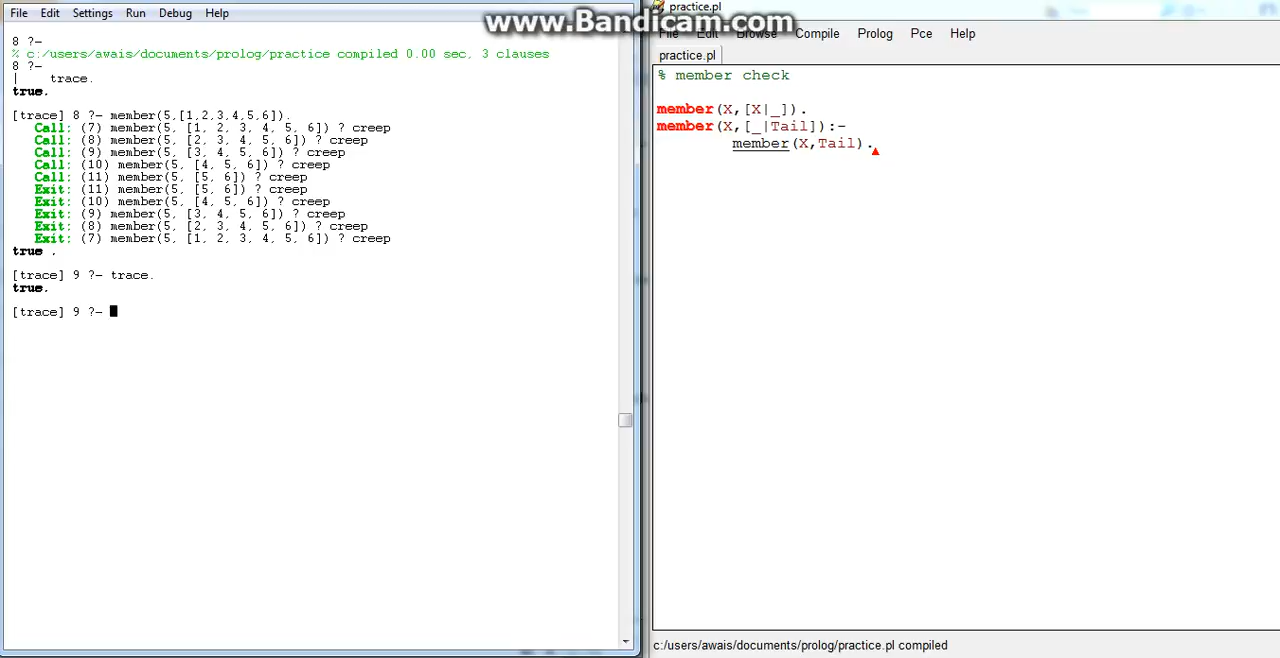 www.Bandicam.com
File Edit Settings Run Debug Help
8 ?-
% c:/users/awais/documents/prolog/practice compiled 0.00 sec, 3 clauses
8 ?-
| trace.
true.
[trace] 8 ?- member(5,[1,2,3,4,5,6]).
Call: (7) member(5, [1, 2, 3, 4, 5, 6]) ? creep
Call: (8) member(5, [2, 3, 4, 5, 6]) ? creep
Call: (9) member(5, [3, 4, 5, 6]) ? creep
Call: (10) member(5, [4, 5, 6]) ? creep
Call: (11) member(5, [5, 6]) ? creep
Exit: (11) member(5, [5, 6]) ? creep
Exit: (10) member(5, [4, 5, 6]) ? creep
Exit: (9) member(5, [3, 4, 5, 6]) ? creep
Exit: (8) member(5, [2, 3, 4, 5, 6]) ? creep
Exit: (7) member(5, [1, 2, 3, 4, 5, 6]) ? creep
true .
[trace] 9 ?- trace.
true.
[trace] 9 ?-
practice.pl
File Edit Browse Compile Prolog Pce Help
practice.pl
% member check
member(X,[X|_]).
member(X,[_|Tail]):-
member(X,Tail).
c:/users/awais/documents/prolog/practice.pl compiled